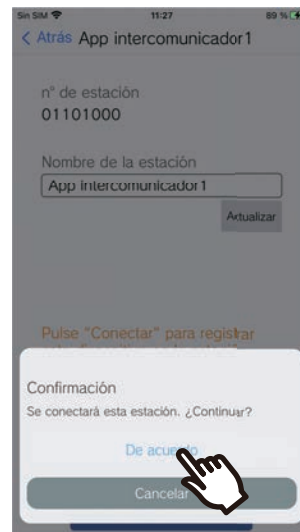 Sin SIM 11:27 89 %
Atrás App intercomunicador1
n° de estación
01101000
Nombre de la estación
App intercomunicador1
Actualizar
Pulse "Conectar" para registrar
Confirmación
Se conectará esta estación. ¿Continuar?
De acuerdo
Cancelar